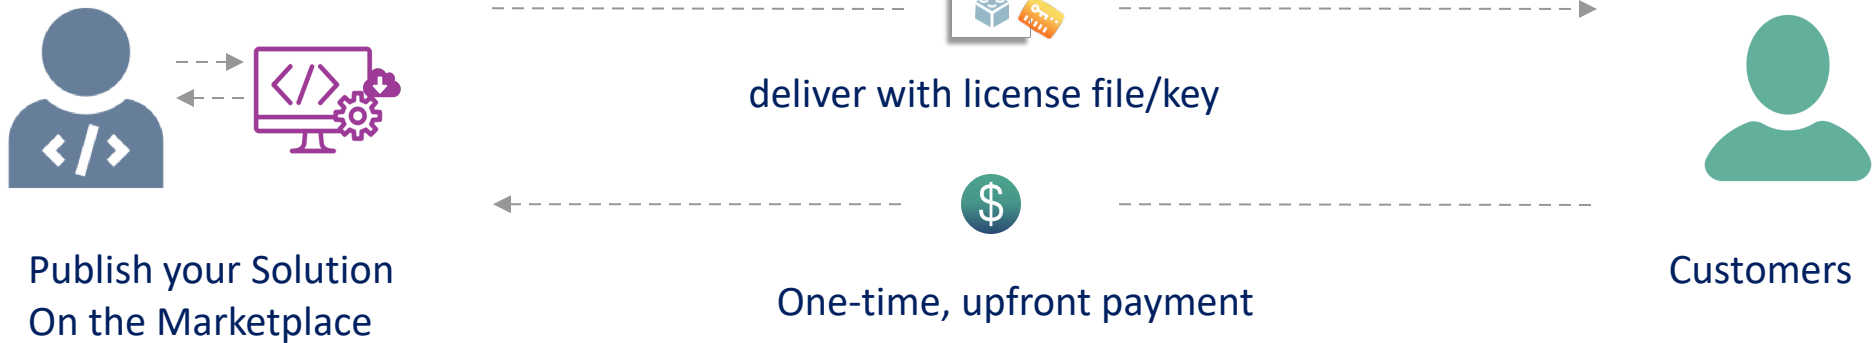 deliver with license file/key
Publish your Solution
On the Marketplace
One-time, upfront payment
Customers